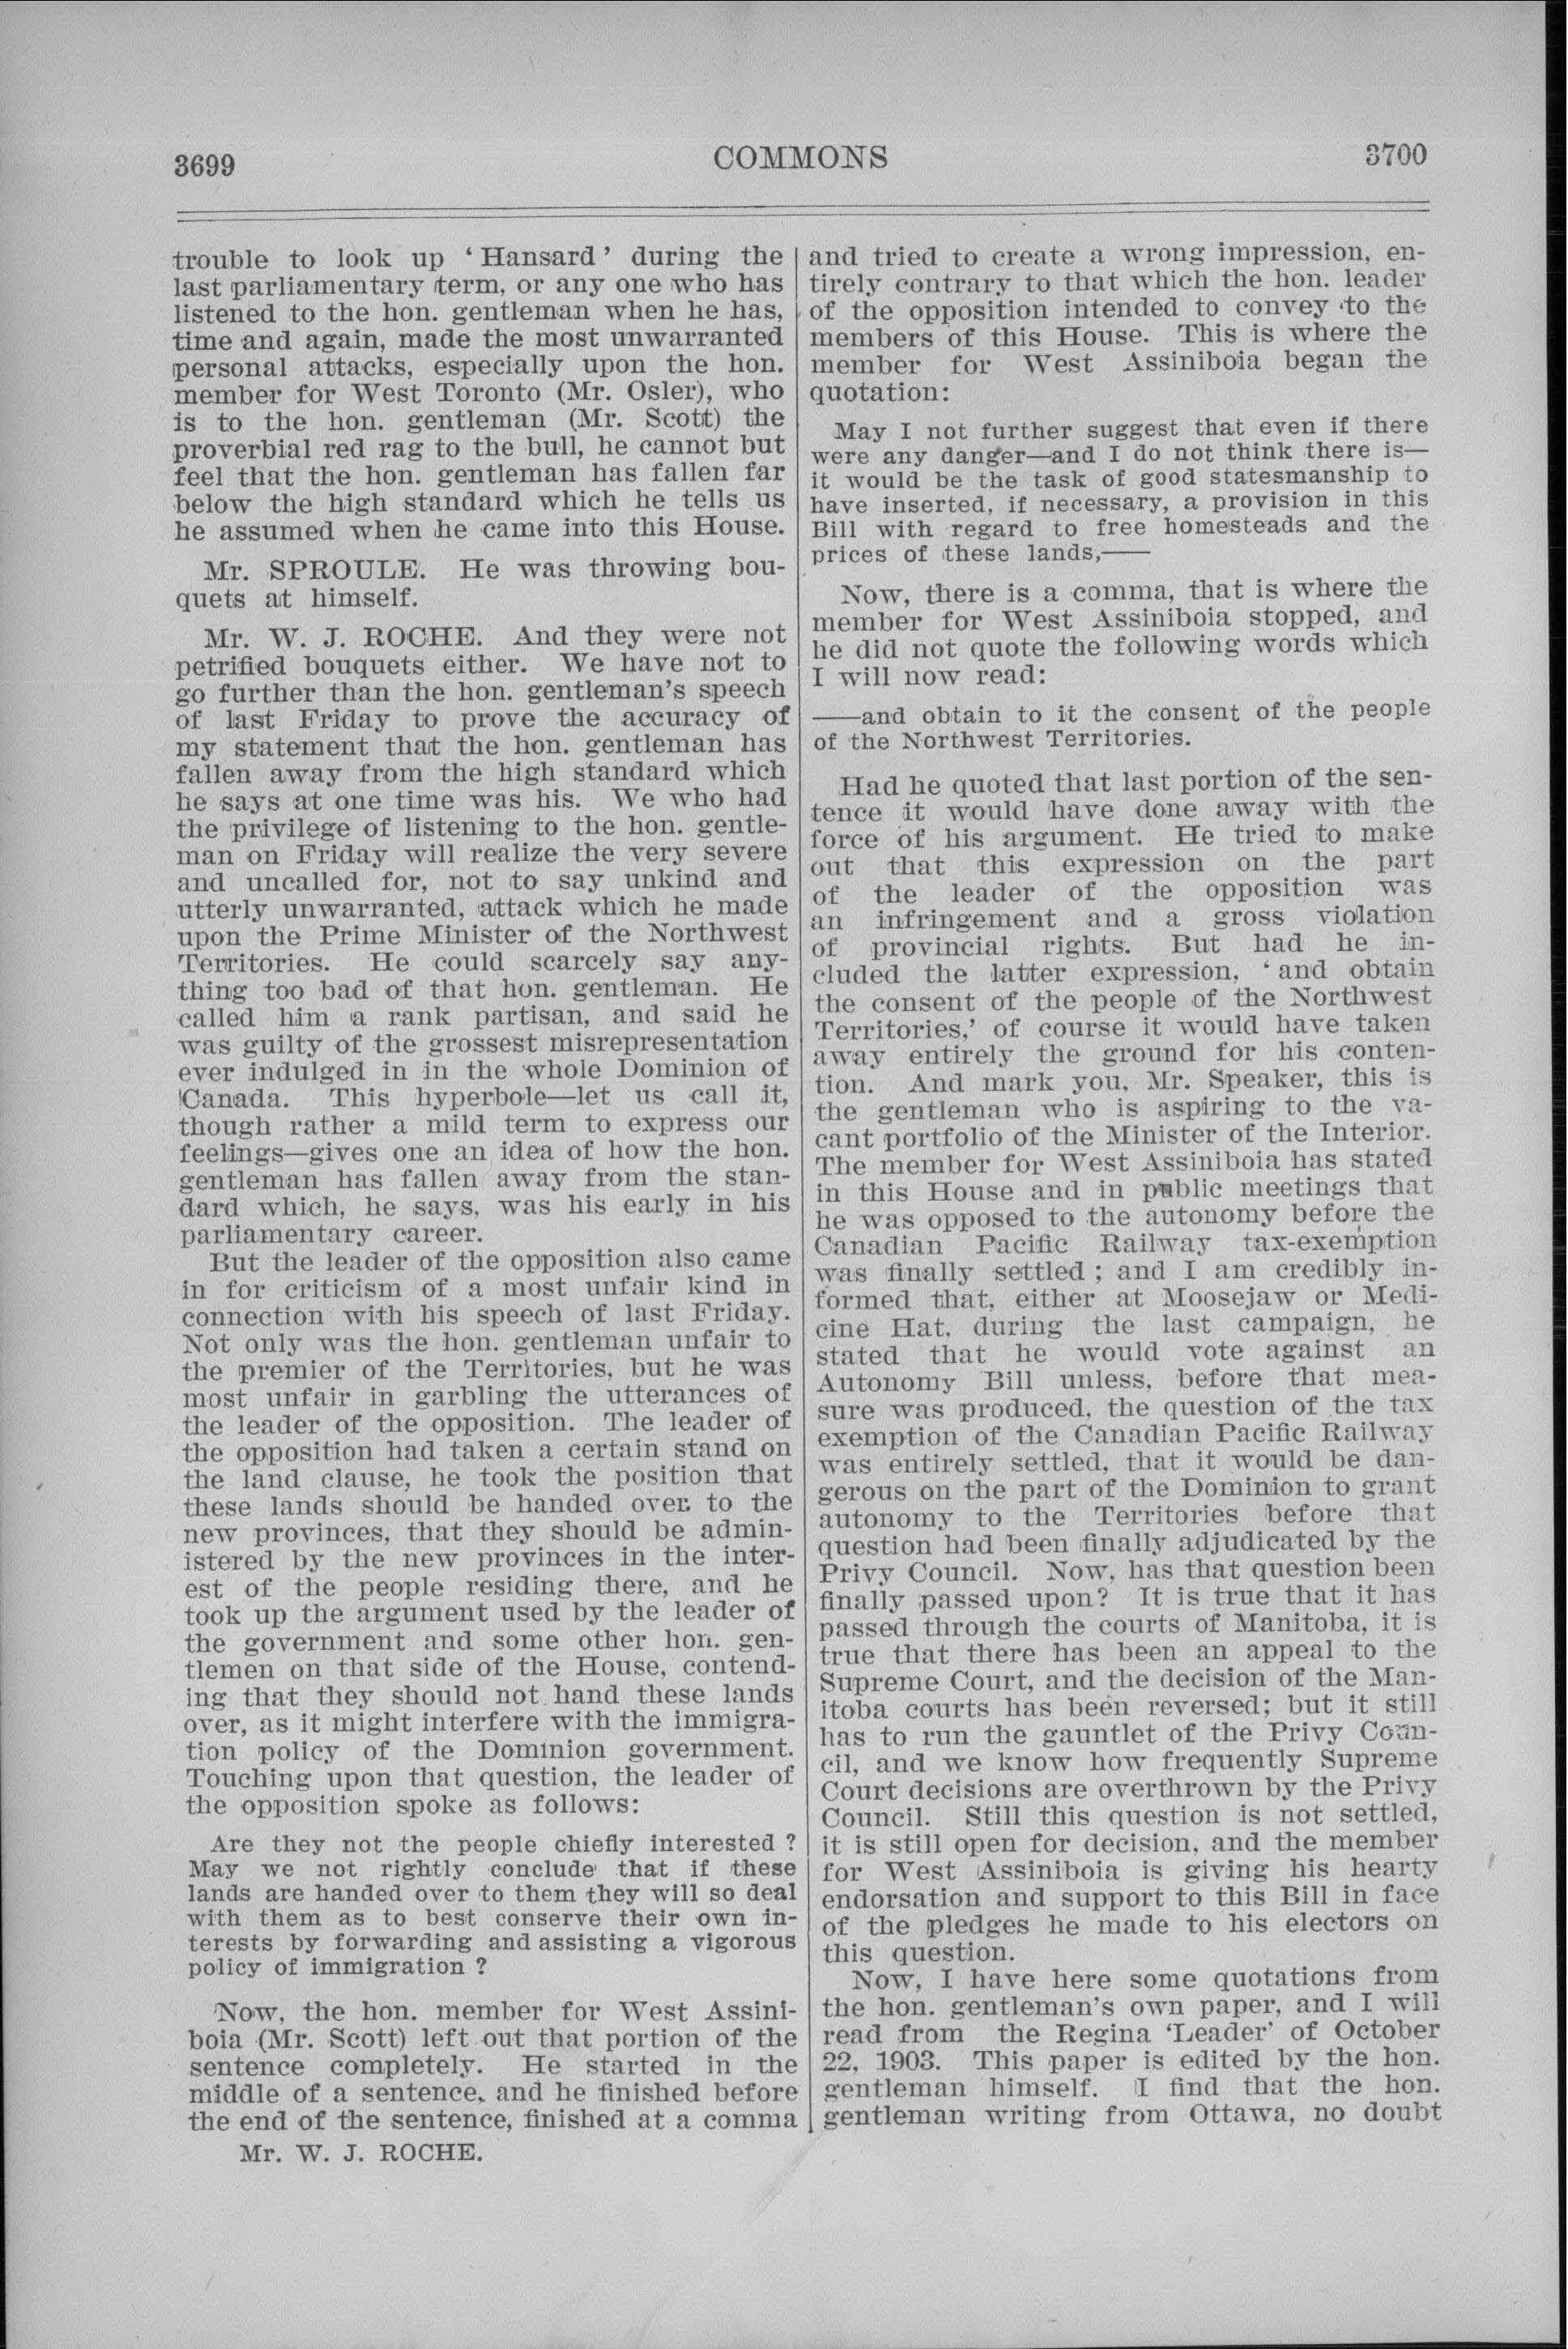 3699
COMMONS
3700
trouble to look up ‘ Hansard ’ during the
last parliamentary term, or any one who has
listened to the hon. gentleman when he has,
time and again, made the most unwarranted
personal attacks, especially upon the hon.
member for West Toronto (Mr. Osler), who
is to the hon. gentleman (Mr. Scott) the
proverbial red rag to the bull, he cannot but
feel that the hon. gentleman has fallen far
below the high standard which he tells us
he assumed when he came into this House.
Mr. SPROULE. He was throwing bou-
quets at himself.
Mr. W. J. ROCHE. And they were not
petrified bouquets either. We have not to
go further than the hon. gentleman's speech
of last Friday to prove the accuracy of
my statement that the hon. gentleman has
fallen away from the high standard which
he says at one time was his. We who had
the privilege of listening to the hon. gentle-
man on Friday will realize the very severe
and uncalled for, not to say unkind and
utterly unwarranted, attack which he made
upon the Prime Minister of the Northwest
Territories. He could scarcely say any-
thing too bad of that hon. gentleman. He
called him a rank partisan, and said he
was guilty of the grossest misrepresentation
ever indulged in in the whole Dominion of
Canada. This hyperbole—let us call it,
though rather a mild term to express our
feelings—gives one an idea of how the hon.
gentleman has fallen away from the stan-
dard which, he says, was his early in his
parliamentary career.
But the leader of the opposition also came
in for criticism of a most unfair kind in
connection with his speech of last Friday.
Not only was the hon. gentleman unfair to
the premier of the Territories, but he was
most unfair in garbling the utterances of
the leader of the opposition. The leader of
the opposition had taken a certain stand on
the land clause, he took the position that
these lands should be handed over to the
new provinces, that they should be admin-
istered by the new provinces in the inter-
est of the people residing there, and he
took up the argument used by the leader of
the government and some other hon. gen-
tlemen on that side of the House, contend-
ing that they should not hand these lands
over, as it might interfere with the immigra-
tion policy of the Dominion government.
Touching upon that question, the leader of
the opposition spoke as follows:
Are they not the people chiefly interested ?
May we not rightly conclude that if these
lands are handed over to them they will so deal
with them as to best conserve their own in-
terests by forwarding and assisting a vigorous
policy of immigration ?
Now, the hon. member for West Assini-
boia (Mr. Scott) left out that portion of the
sentence completely. He started in the
middle of a sentence, and he finished before
the end of the sentence, finished at a comma
Mr. W. J. ROCHE.
and tried to create a wrong impression, en-
tirely contrary to that which the hon. leader
of the opposition intended to convey to the
members of this House. This is where the
member for West Assiniboia began the
quotation:
May I not further suggest that even if there
were any danger—and I do not think there is—
it would be the task of good statesmanship to
have inserted, if necessary, a provision in this
Bill with regard to free homesteads and the
prices of these lands,——
Now, there is a comma, that is where the
member for West Assiniboia stopped, and
he did not quote the following words which
I will now read:
——and obtain to it the consent of the people
of the Northwest Territories.
Had he quoted that last portion of the sen-
tence it would have done away with the
force of his argument. He tried to make
out that this expression on the part
of the leader of the opposition was
an infringement and a gross violation
of provincial rights. But had he in-
cluded the latter expression, ‘ and obtain
the consent of the people of the Northwest
Territories,’ of course it would have taken
away entirely the ground for his conten-
tion. And mark you, Mr. Speaker, this is
the gentleman who is aspiring to the va-
cant portfolio of the Minister of the Interior.
The member for West Assiniboia has stated
in this House and in public meetings that
he was opposed to the autonomy before the
Canadian Pacific Railway tax-exemption
was finally settled ; and I am credibly in-
formed that, either at Moosejaw or Medi-
cine Hat, during the last campaign, he
stated that he would vote against an
Autonomy Bill unless, before that mea-
sure was produced, the question of the tax
exemption of the Canadian Pacific Railway
was entirely settled, that it would be dan-
gerous on the part of the Dominion to grant
autonomy to the Territories before that
question had been finally adjudicated by the
Privy Council. Now, has that question been
finally passed upon? It is true that it has
passed through the courts of Manitoba, it is
true that there has been an appeal to the
Supreme Court, and the decision of the Man-
itoba courts has been reversed; but it still
has to run the gauntlet of the Privy Coun-
cil, and we know how frequently Supreme
Court decisions are overthrown by the Privy
Council. Still this question is not settled,
it is still open for decision, and the member
for West Assiniboia is giving his hearty
endorsation and support to this Bill in face
of the pledges he made to his electors on
this question.
Now, I have here some quotations from
the hon. gentleman's own paper, and I will
read from the Regina ‘Leader’ of October
22, 1903. This paper is edited by the hon.
gentleman himself. I find that the hon.
gentleman writing from Ottawa, no doubt